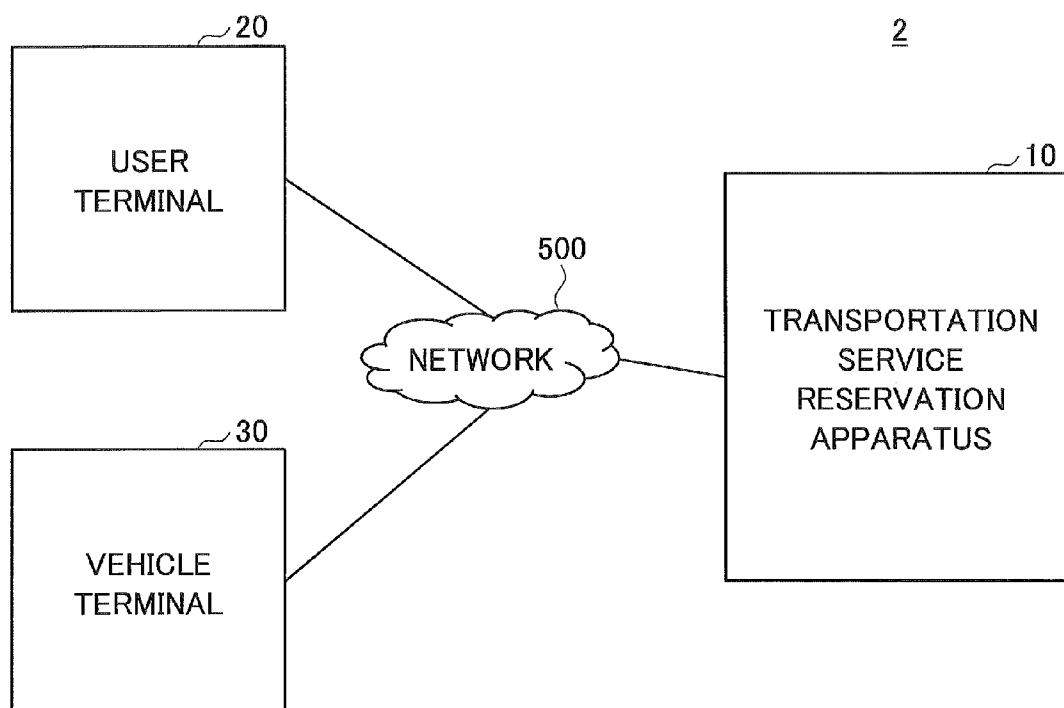 20
2
USER
TERMINAL
10
500
NETWORK
TRANSPORTATION
SERVICE
RESERVATION
APPARATUS
30
VEHICLE
TERMINAL